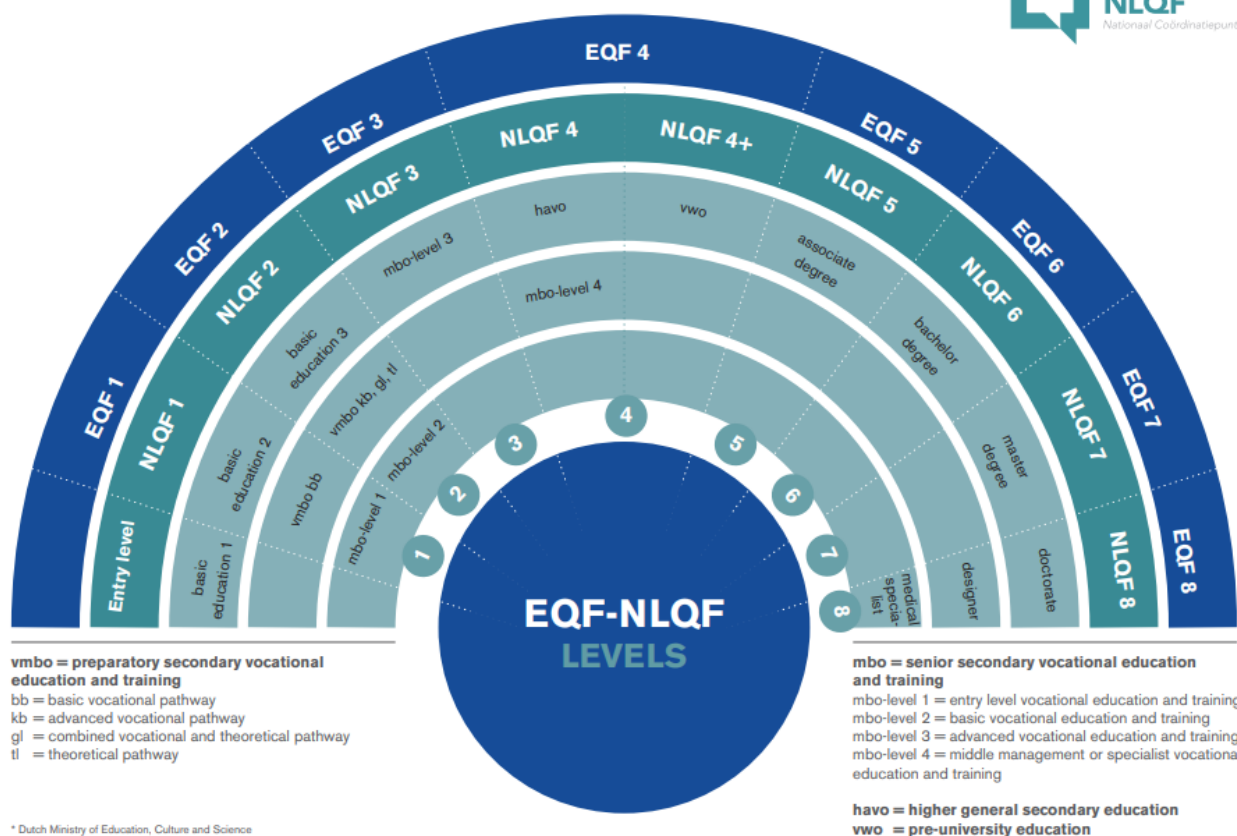 NLQF
Nationaal Coördinatiepunt
EQF 1
EQF 2
EQF 3
EQF 4
EQF 5
EQF 6
EQF 7
EQF 8
Entry level
NLQF 1
NLQF 2
NLQF 3
NLQF 4
NLQF 4+
NLQF 5
NLQF 6
NLQF 7
NLQF 8
basic
education 1
basic
education 2
basic
education 3
mbo-level 3
havo
vwo
associate
degree
bachelor
degree
master
degree
doctorate
vmbo bb
vmbo kb, gl, tl
mbo-level 4
designer
mbo-level 1
mbo-level 2
medical
specia-
list
1
2
3
4
5
6
7
8
EQF-NLQF
LEVELS
vmbo = preparatory secondary vocational
education and training
bb = basic vocational pathway
kb = advanced vocational pathway
gl = combined vocational and theoretical pathway
tl = theoretical pathway
* Dutch Ministry of Education, Culture and Science
mbo = senior secondary vocational education
and training
mbo-level 1 = entry level vocational education and training
mbo-level 2 = basic vocational education and training
mbo-level 3 = advanced vocational education and training
mbo-level 4 = middle management or specialist vocationa
education and training
havo = higher general secondary education
vwo = pre-university education